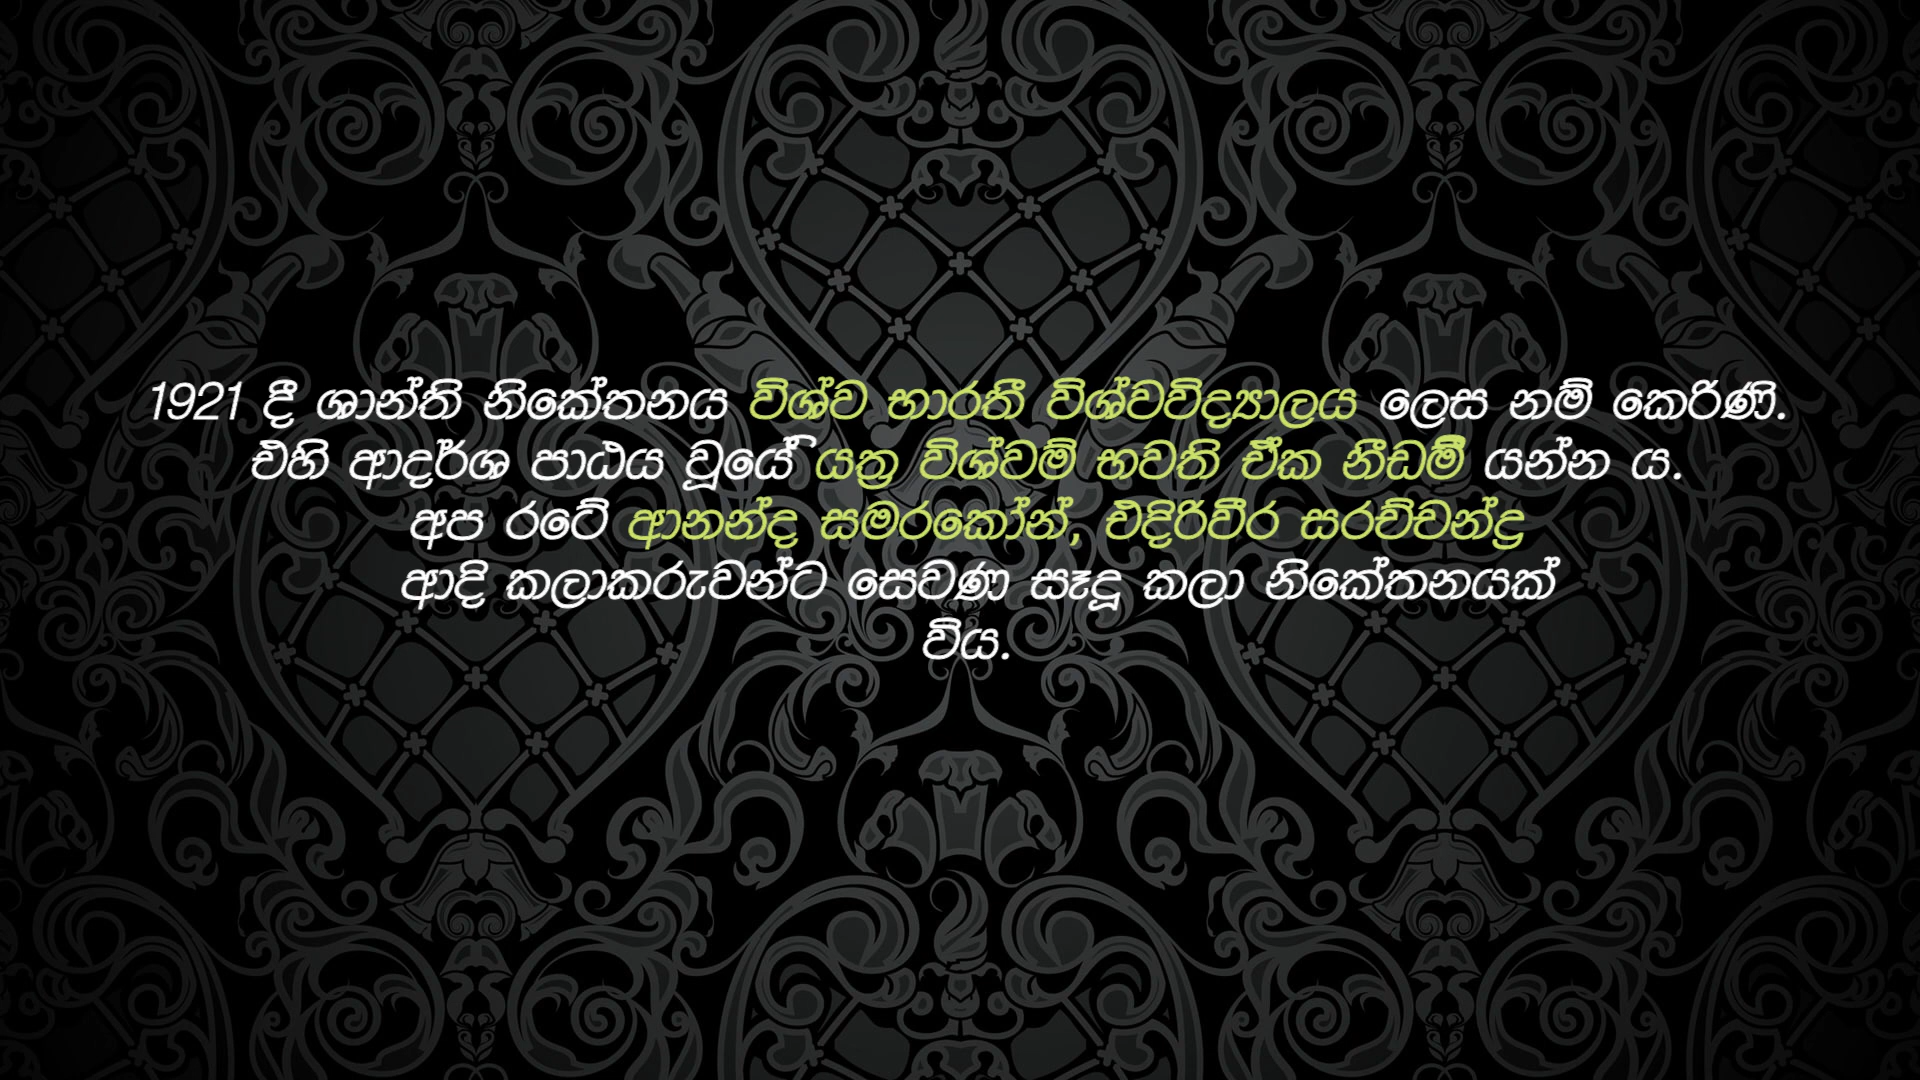 1921 දී ශාන්ති නිකේතනය විශ්ව භාරතී විශ්වවිද්‍යාලය ලෙස නම් කෙරිණි.
එහි ආදර්ශ පාඨය වූයේ යත්‍ර විශ්වම් භවති ඒක නීඩම්ී යන්න ය.
අප රටේ ආනන්ද සමරකෝන්, එදිරිවීර සරච්චන්ද්‍ර
ආදි කලාකරුවන්ට සෙවණ සෑදූ කලා නිකේතනයක්
විය.